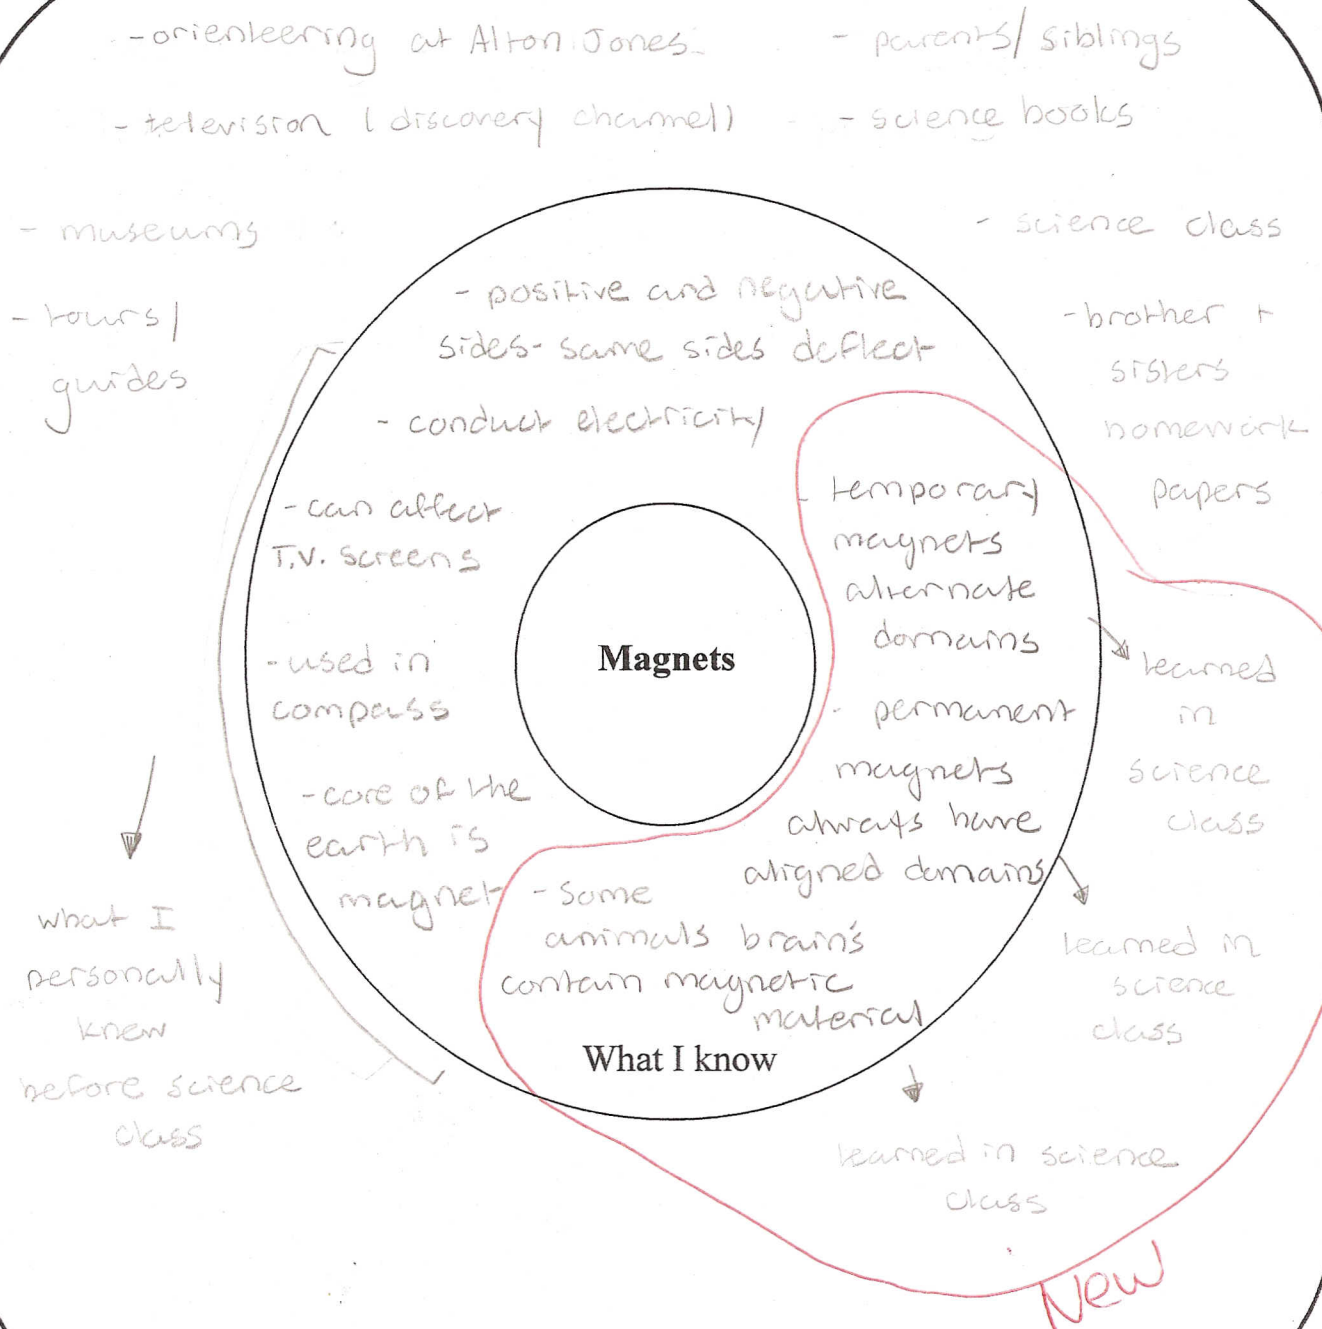 -orienteering at Alton Jones
- parents/siblings
- television (discovery channel)
- science books
- museums
- science class
- tours/
guides
- brother +
sisters
homework
papers
- positive and negative
sides- same sides deflect
- conduct electricity
- can affect
T.V. screens
- used in
compass
- core of the
earth is
magnet
Magnets
- temporary
magnets
alternate
domains
learned
in
science
class
- permanent
magnets
always have
aligned domains
learned in
science
class
- Some
animals brain's
contain magnetic
material
What I know
learned in science
class
what I
personally
knew
before science
class
New